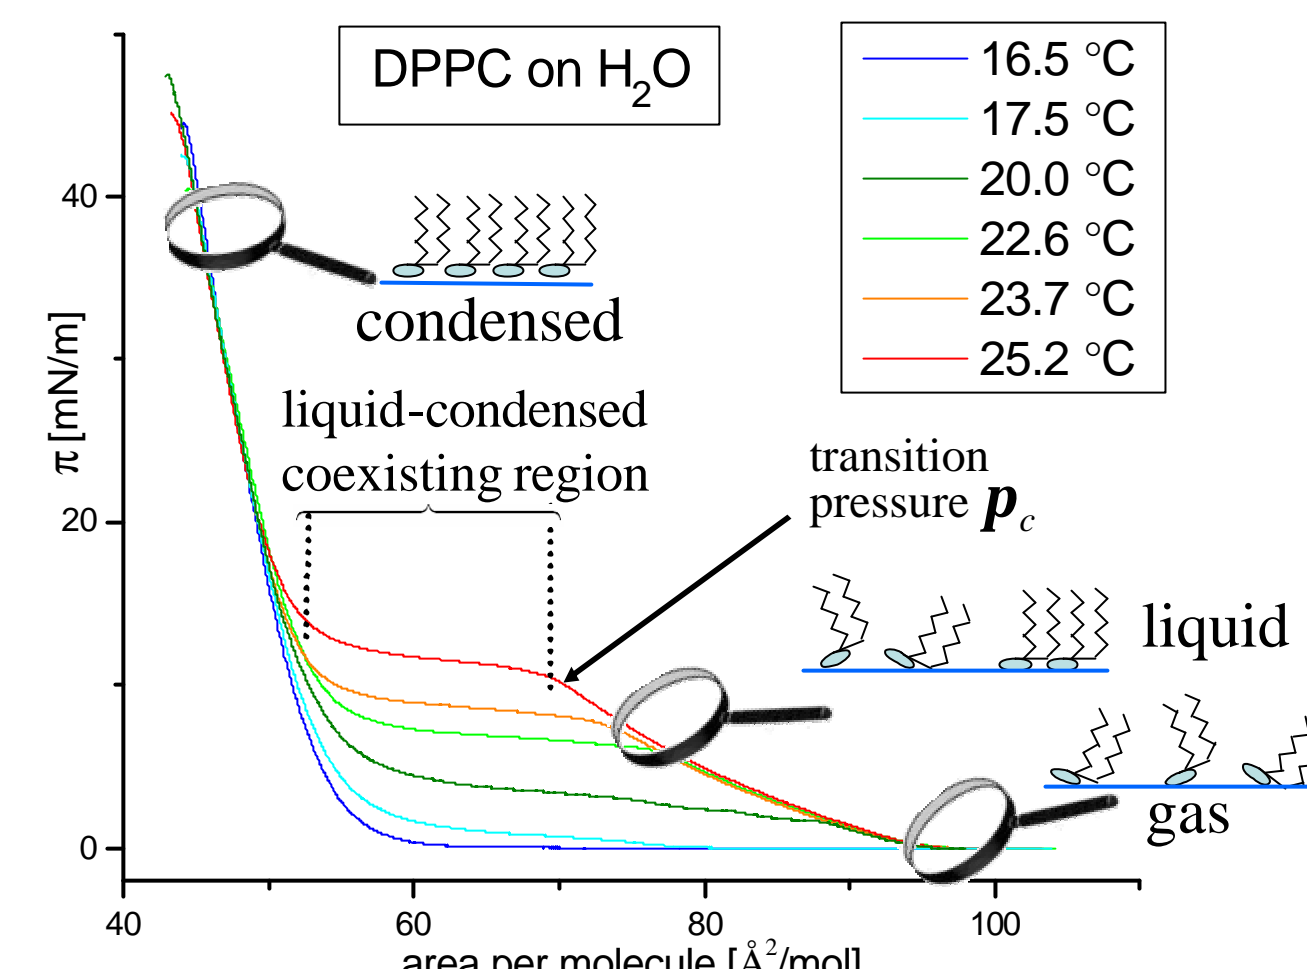 DPPC on H2O
16.5 °C
17.5 °C
20.0 °C
22.6 °C
23.7 °C
25.2 °C
40
condensed
π [mN/m]
liquid-condensed
coexisting region
transition
pressure pc
20
liquid
gas
0
40
60
80
100
area per molecule [Å2/mol]